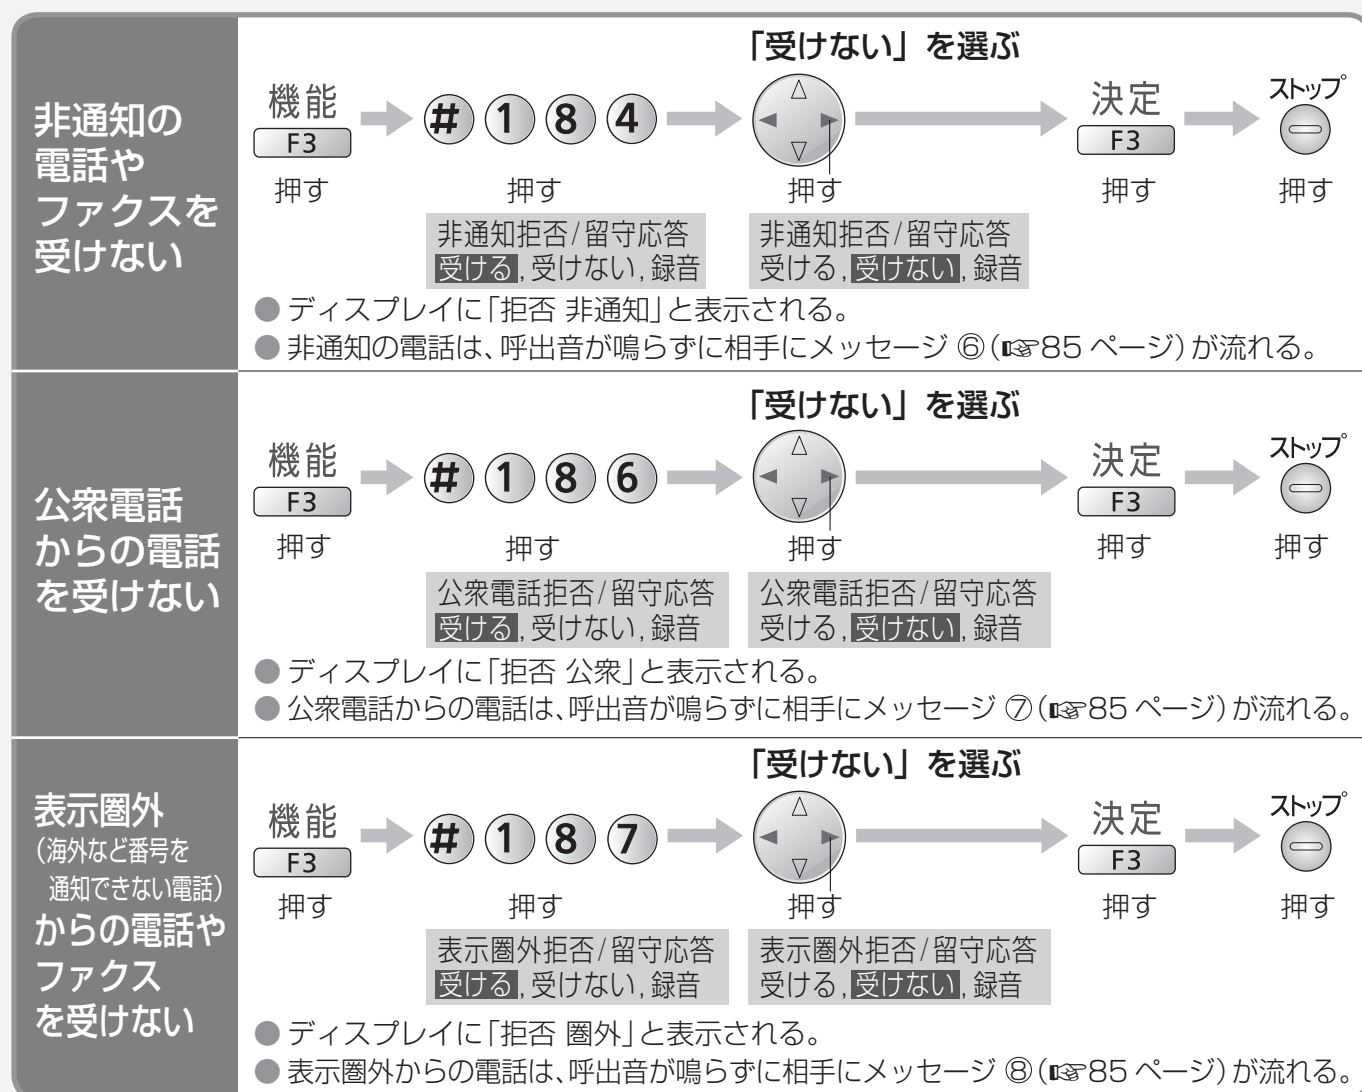 非通知の
電話や
ファクスを
受けない
「受けない」を選ぶ
機能 決定 ストップ
F3 # 1 8 4 F3
押す 押す 押す 押す 押す
非通知拒否/留守応答 非通知拒否/留守応答
受ける,受けない,録音 受ける,受けない,録音
● ディスプレイに「拒否 非通知」と表示される。
● 非通知の電話は、呼出音が鳴らずに相手にメッセージ ⑥(☞85 ページ)が流れる。
公衆電話
からの電話
を受けない
「受けない」を選ぶ
機能 決定 ストップ
F3 # 1 8 6 F3
押す 押す 押す 押す 押す
公衆電話拒否/留守応答 公衆電話拒否/留守応答
受ける,受けない,録音 受ける,受けない,録音
● ディスプレイに「拒否 公衆」と表示される。
● 公衆電話からの電話は、呼出音が鳴らずに相手にメッセージ ⑦(☞85 ページ)が流れる。
表示圏外
(海外など番号を
通知できない電話)
からの電話や
ファクス
を受けない
「受けない」を選ぶ
機能 決定 ストップ
F3 # 1 8 7 F3
押す 押す 押す 押す 押す
表示圏外拒否/留守応答 表示圏外拒否/留守応答
受ける,受けない,録音 受ける,受けない,録音
● ディスプレイに「拒否 圏外」と表示される。
● 表示圏外からの電話は、呼出音が鳴らずに相手にメッセージ ⑧(☞85 ページ)が流れる。